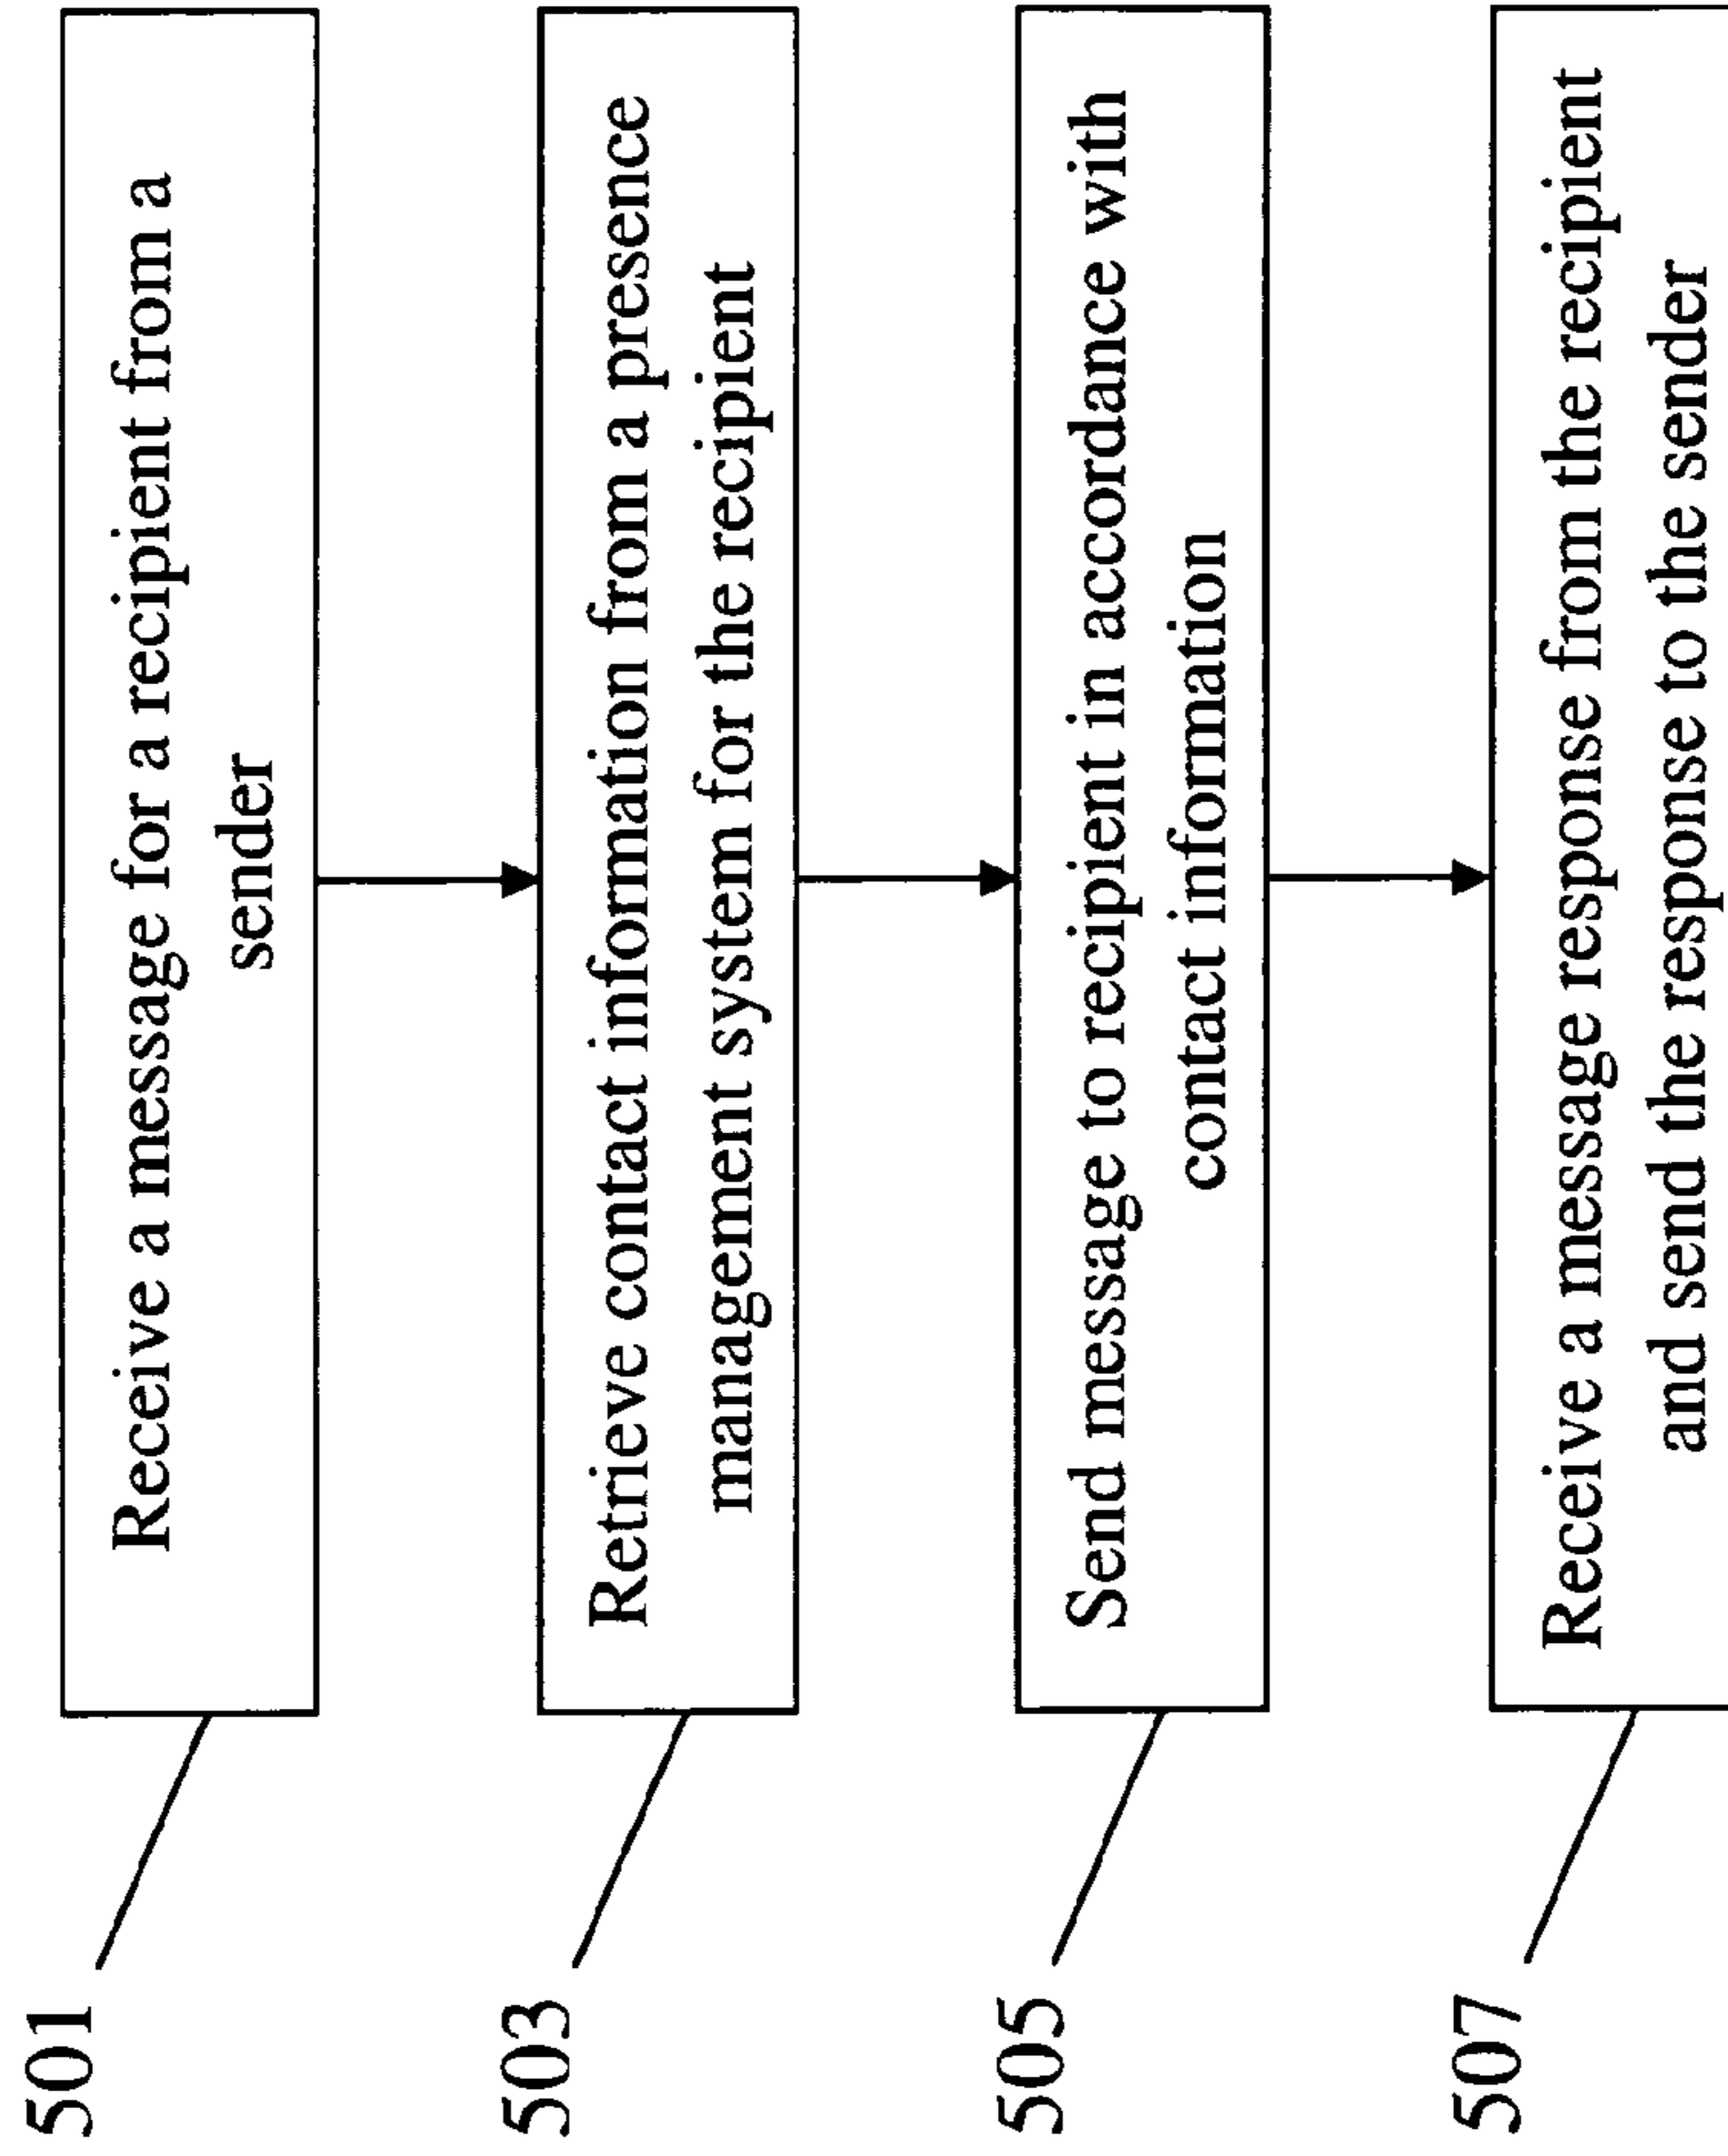 501
Receive a message for a recipient from a
sender
503
Retrieve contact information from a presence
management system for the recipient
505
Send message to recipient in accordance with
contact information
507
Receive a message response from the recipient
and send the response to the sender